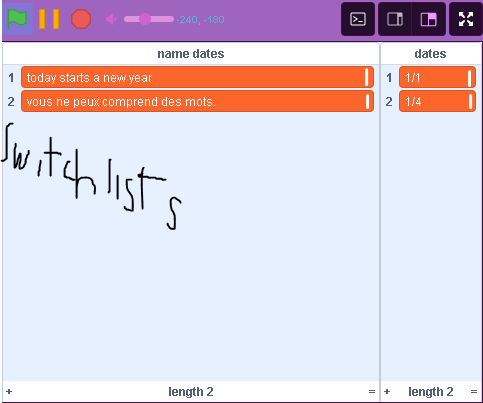 -240, -180
name dates
dates
1 today starts a new year
1 1/1
2 vous ne peux comprend des mots.
2 1/4
switch lists
+ length 2 =
+ length 2 =